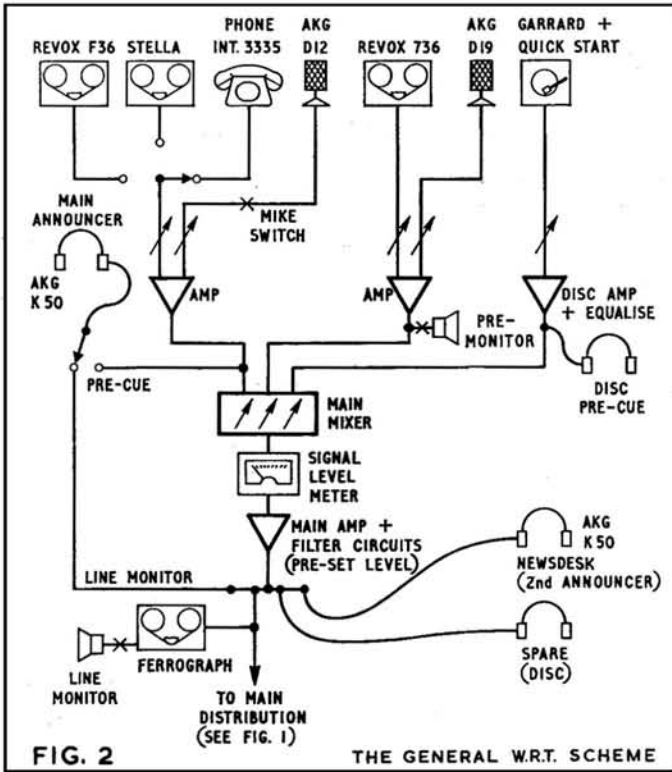 REVOX F36
STELLA
PHONE
INT. 3335
AKG
D12
REVOX 736
AKG
D19
GARRARD +
QUICK START
MAIN
ANNOUNCER
AKG
K 50
MIKE
SWITCH
AMP
AMP
PRE-
MONITOR
DISC AMP
+ EQUALISE
DISC
PRE-CUE
PRE-CUE
MAIN
MIXER
SIGNAL
LEVEL
METER
MAIN AMP +
FILTER CIRCUITS
(PRE-SET LEVEL)
AKG
K50
NEWSDESK
(2nd ANNOUNCER)
LINE MONITOR
FERROGRAPH
LINE
MONITOR
SPARE
(DISC)
TO MAIN
DISTRIBUTION
(SEE FIG. 1)
FIG. 2
THE GENERAL W.R.T. SCHEME